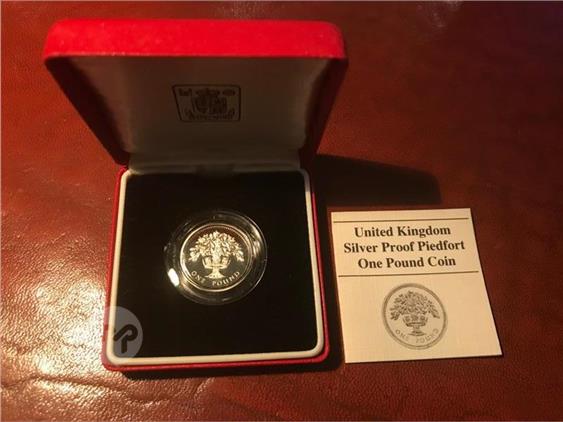 ONE POUND
United Kingdom
Silver Proof Piedfort
One Pound Coin
ONE POUND